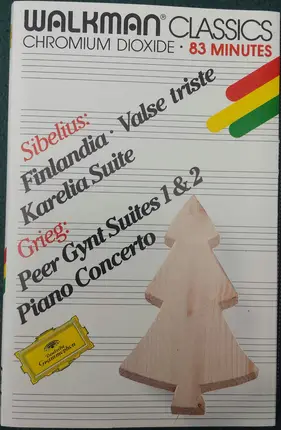 WALKMAN® CLASSICS
CHROMIUM DIOXIDE · 83 MINUTES
Sibelius:
Finlandia · Valse triste
Karelia Suite
Grieg:
Peer Gynt Suites 1 & 2
Piano Concerto
Deutsche
Grammophon